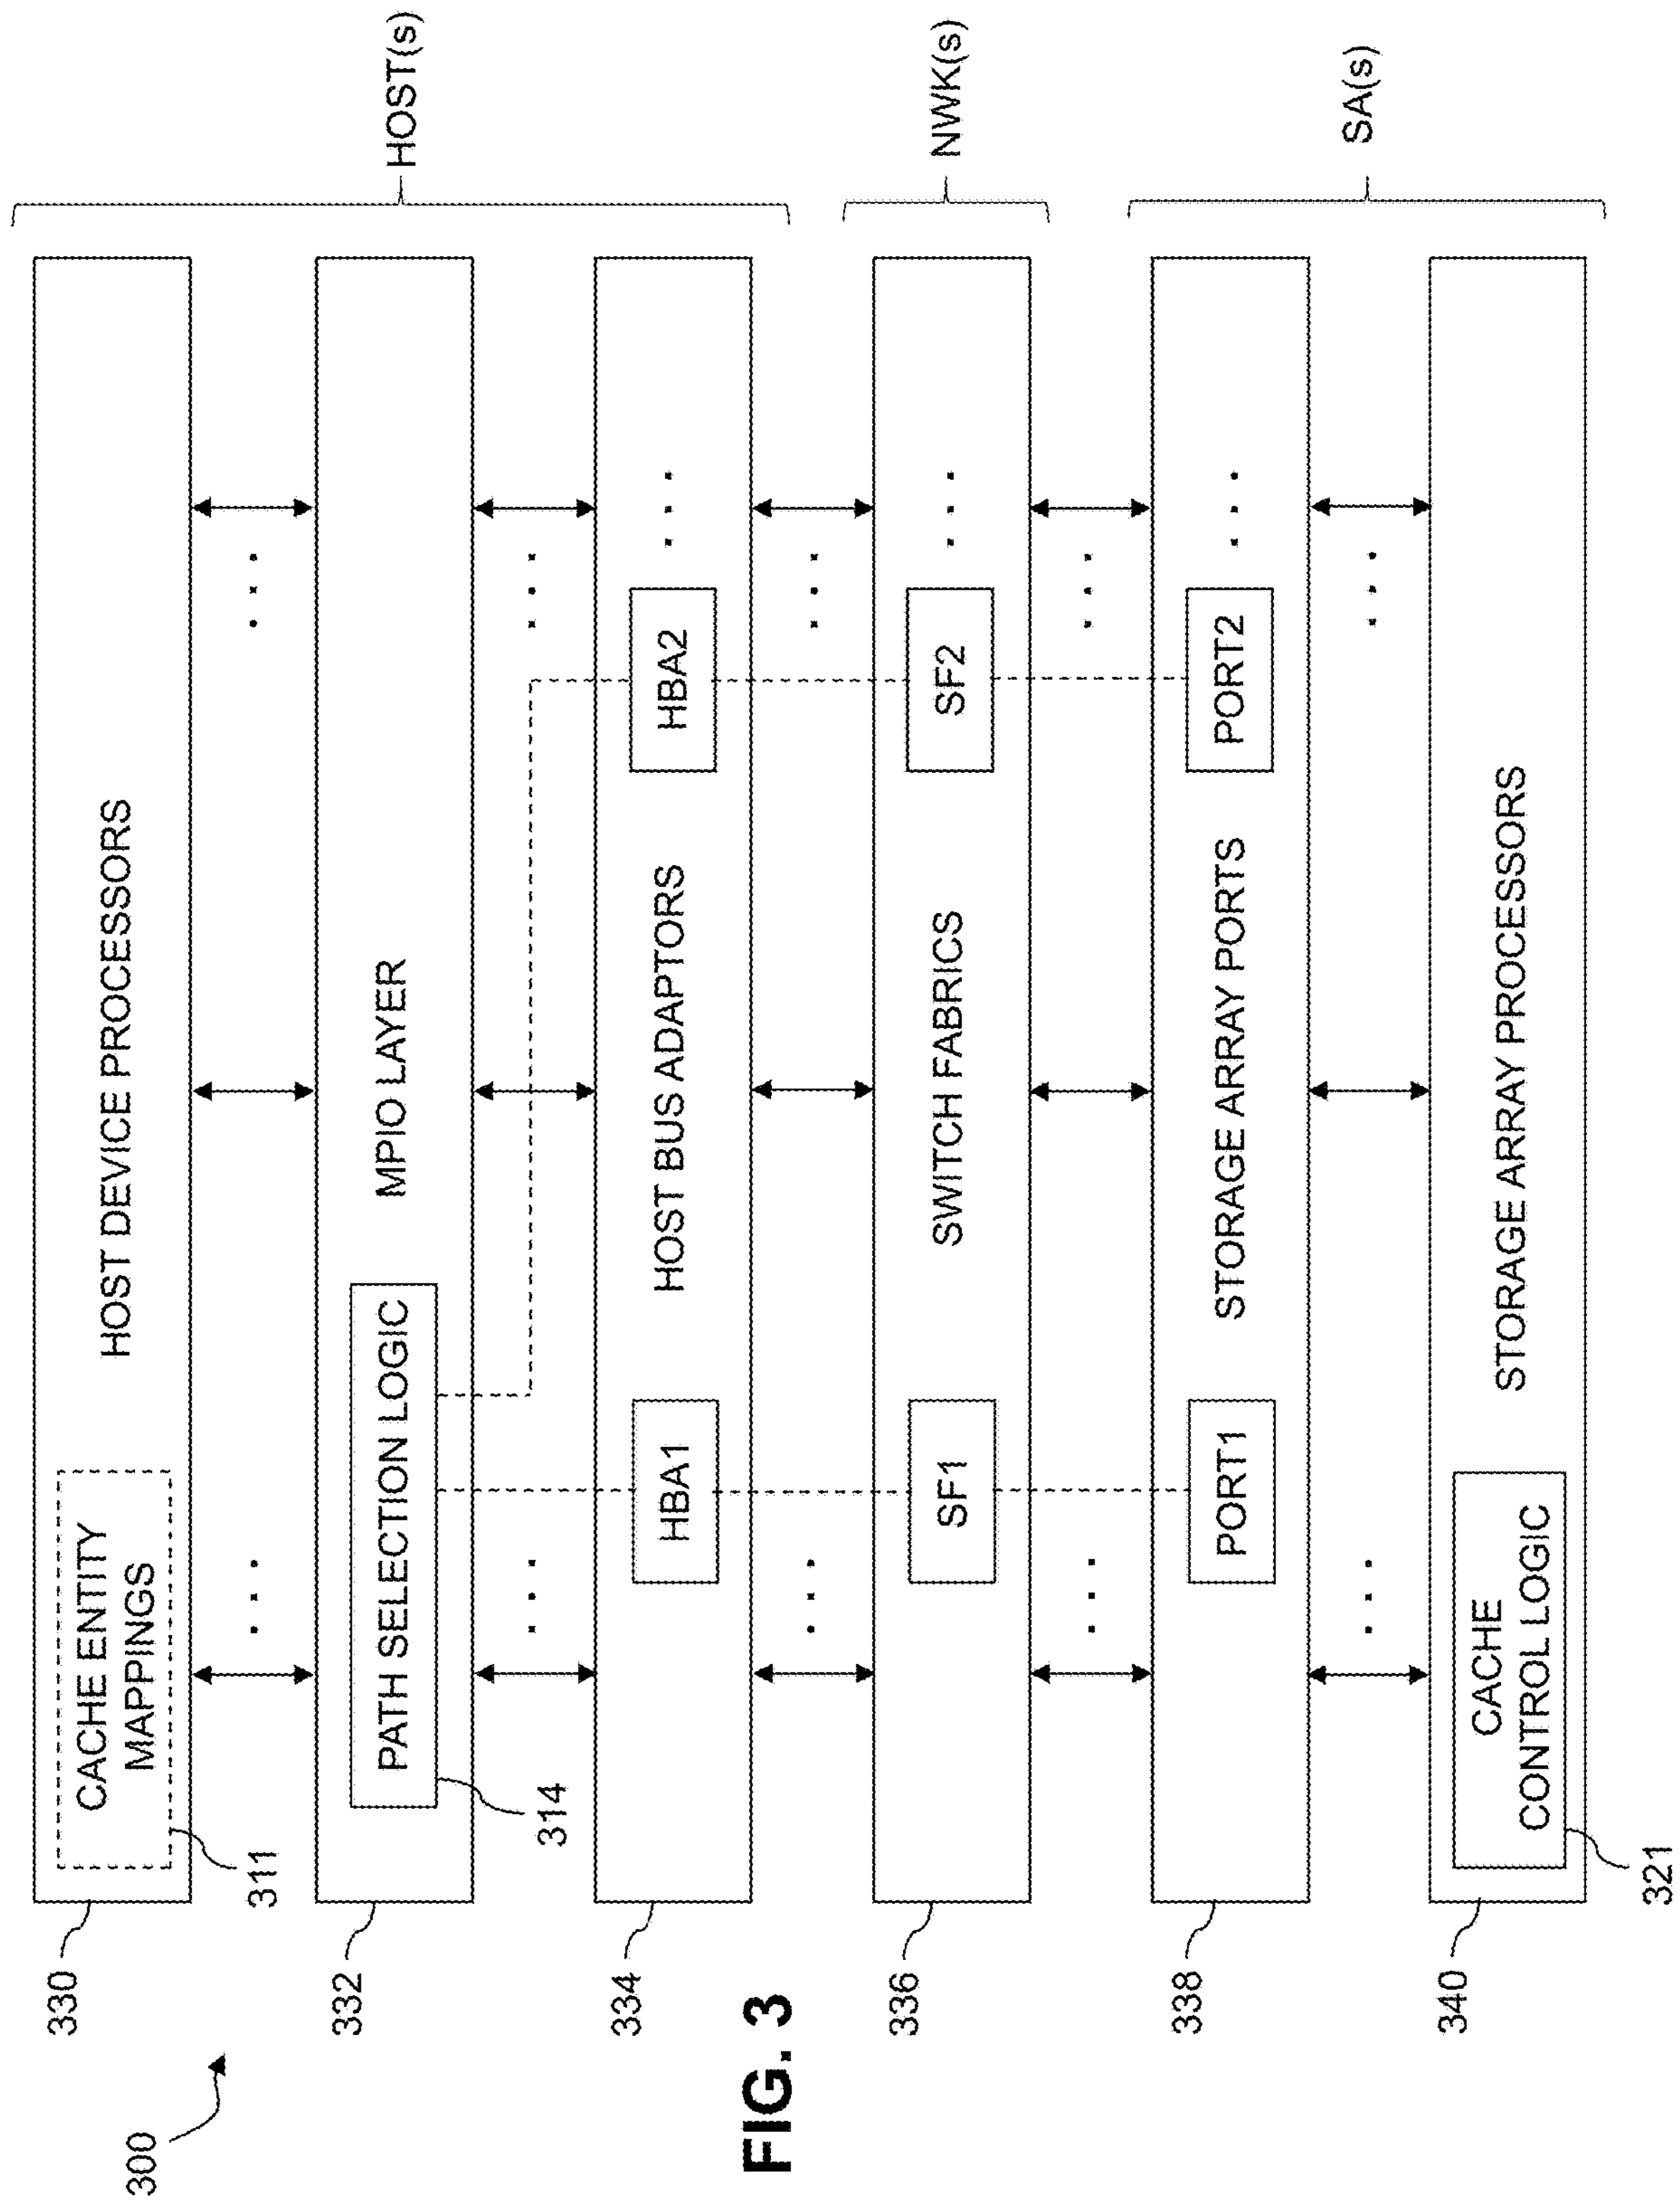 300
330
CACHE ENTITY
MAPPINGS
HOST DEVICE PROCESSORS
311
332
PATH SELECTION LOGIC
MPIO LAYER
314
334
HBA1
HOST BUS ADAPTORS
HBA2
HOST(s)
336
SF1
SWITCH FABRICS
SF2
NWK(s)
338
PORT1
STORAGE ARRAY PORTS
PORT2
340
CACHE
CONTROL LOGIC
STORAGE ARRAY PROCESSORS
SA(s)
321
FIG. 3